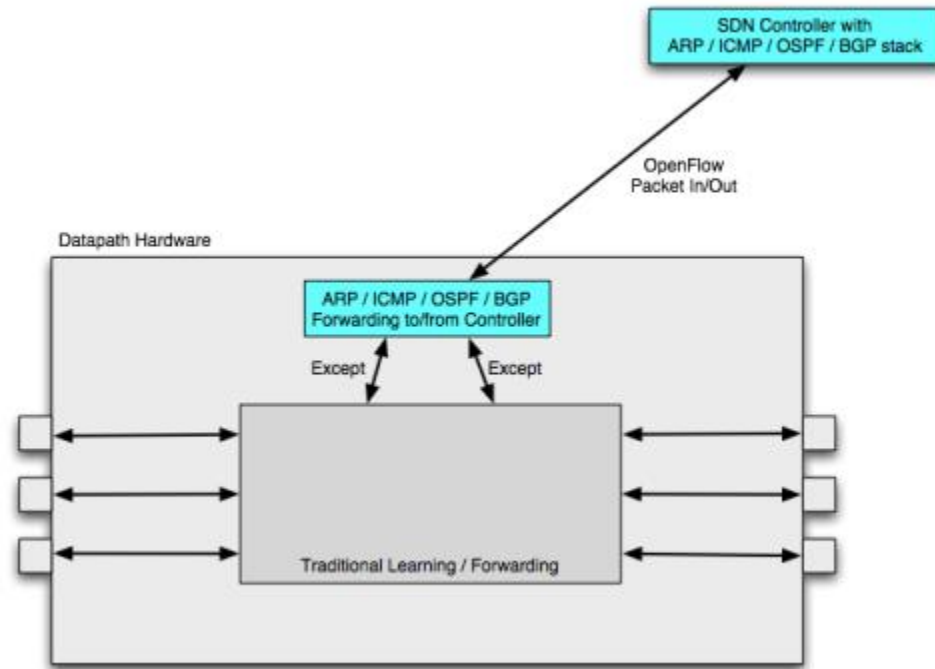 SDN Controller with
ARP / ICMP / OSPF / BGP stack
OpenFlow
Packet In/Out
Datapath Hardware
ARP / ICMP / OSPF / BGP
Forwarding to/from Controller
Except
Except
Traditional Learning / Forwarding